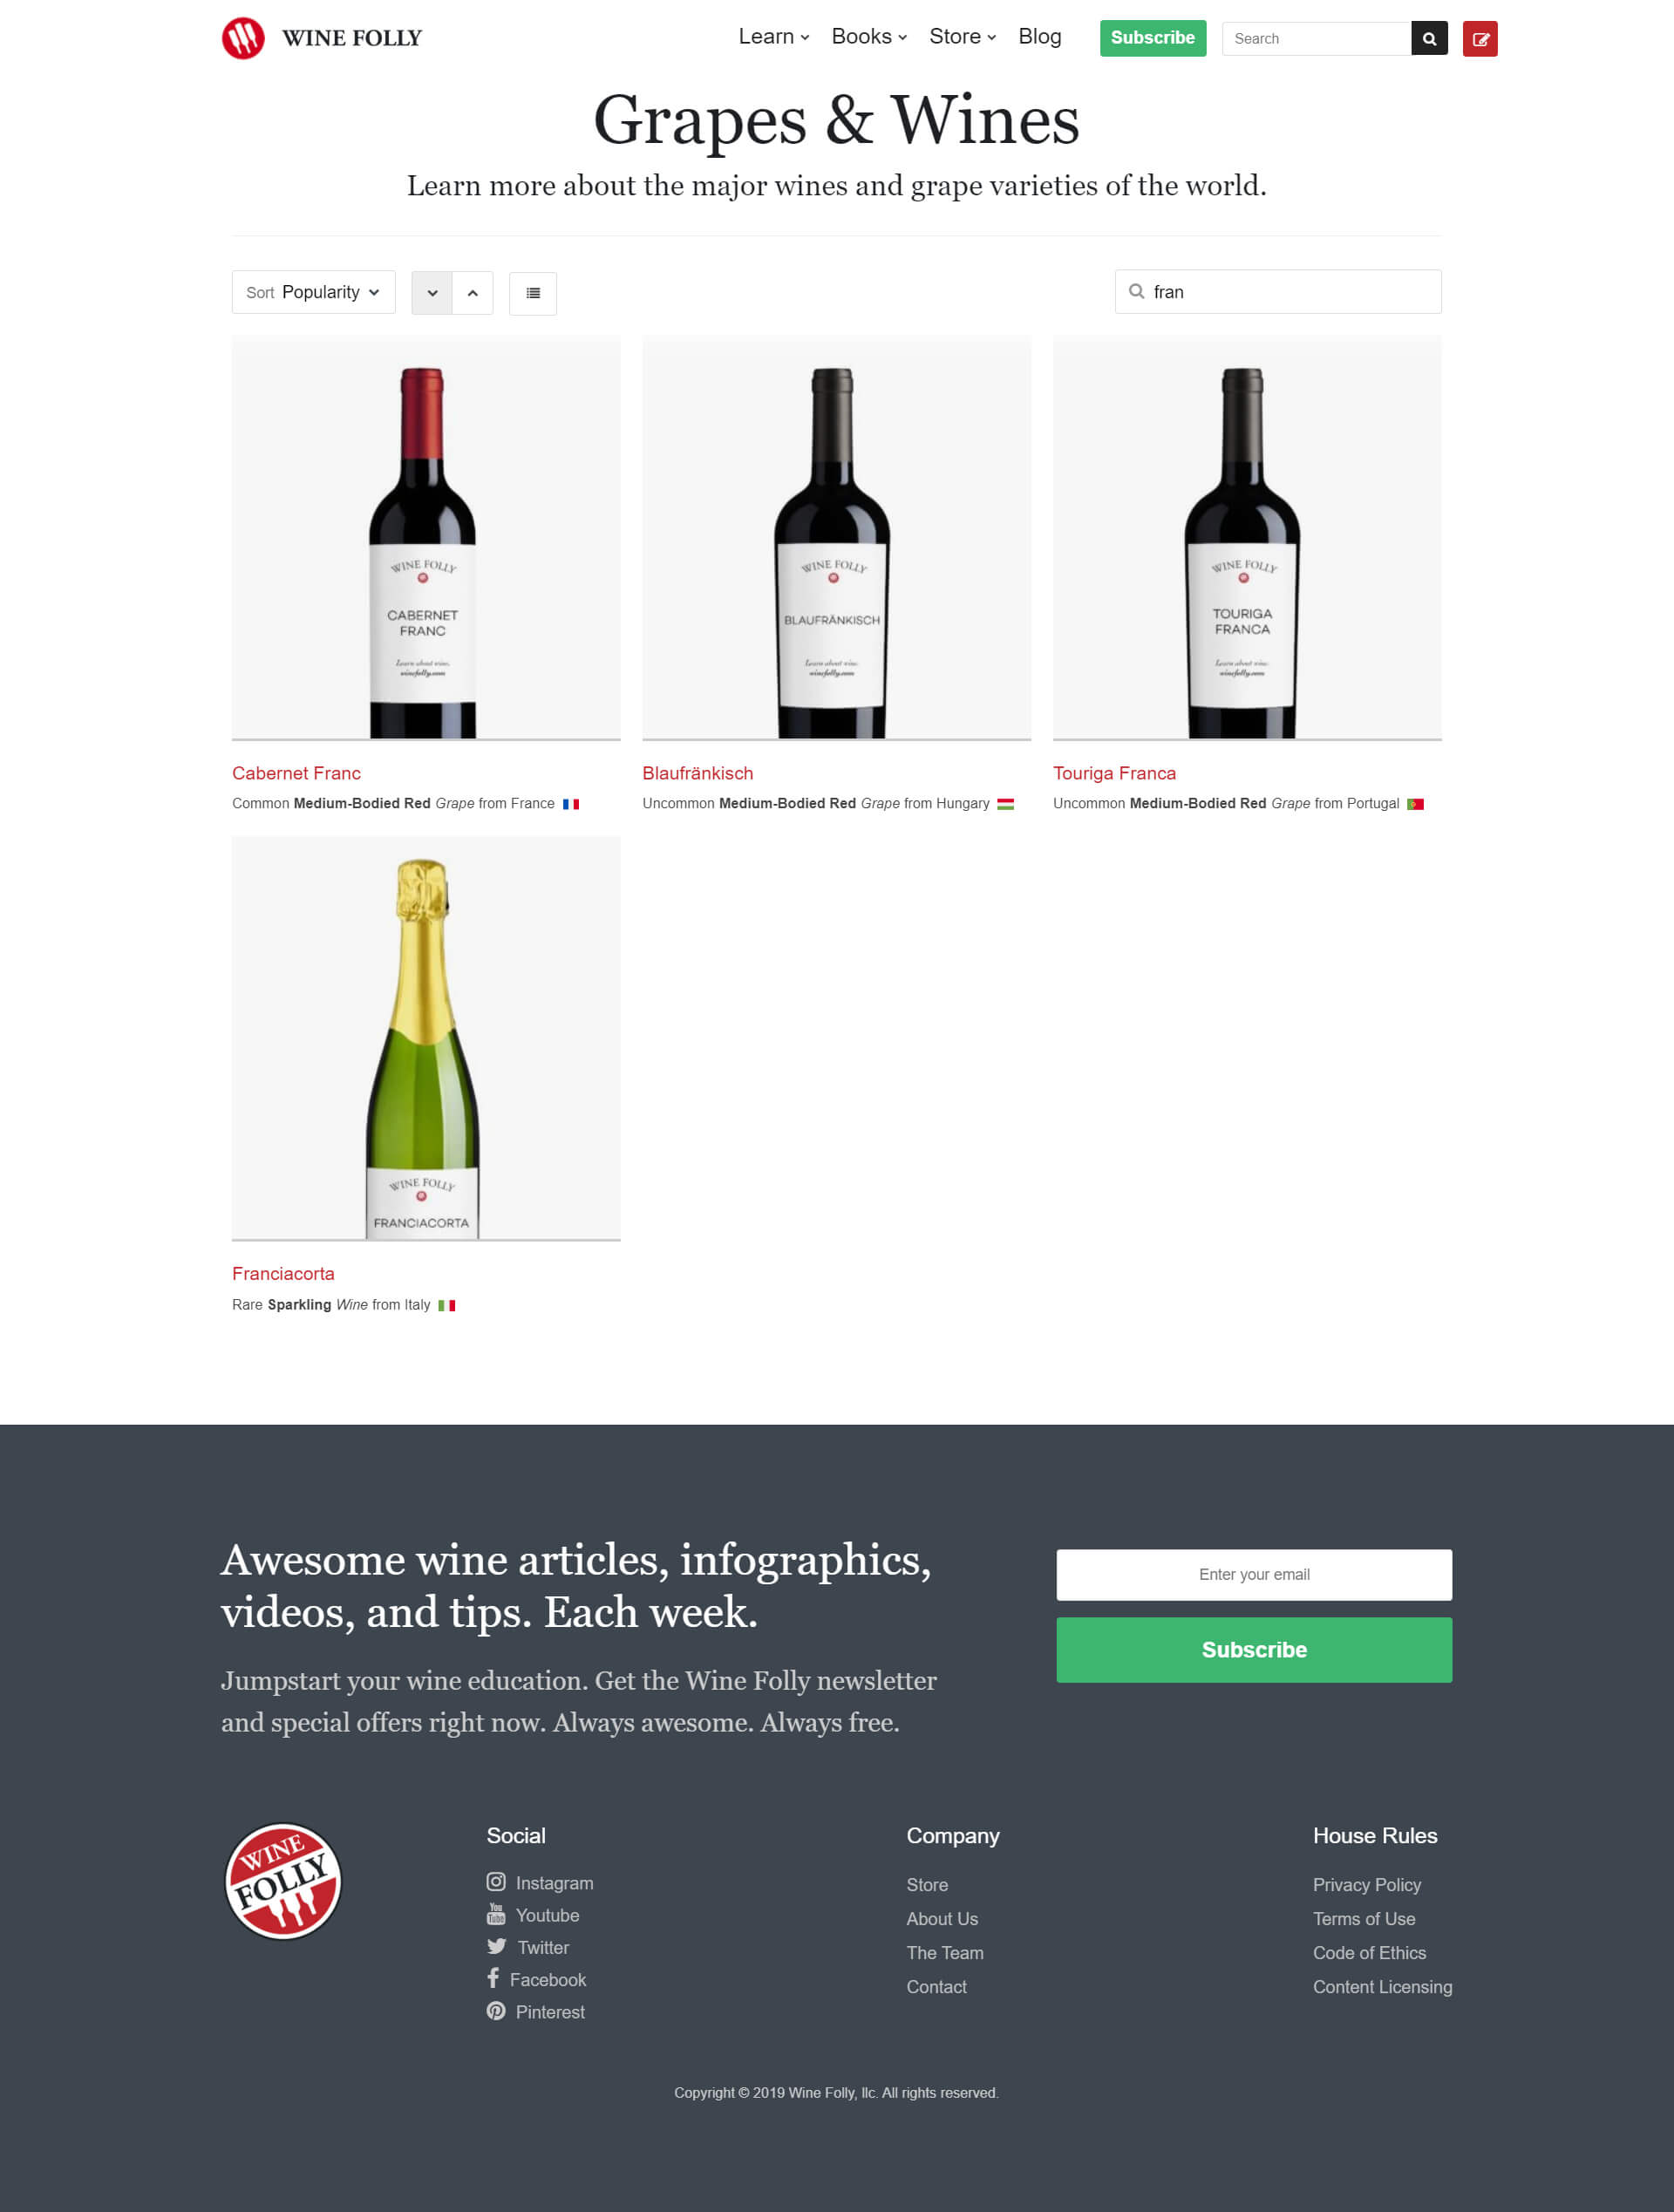 WINE FOLLY
Learn Books Store Blog Subscribe Search
Grapes & Wines
Learn more about the major wines and grape varieties of the world.
Sort Popularity
fran
WINE FOLLY
CABERNET
FRANC
Learn about wine.
winefolly.com
WINE FOLLY
BLAUFRÄNKISCH
Learn about wine.
winefolly.com
WINE FOLLY
TOURIGA
FRANCA
Learn about wine.
winefolly.com
Cabernet Franc
Common Medium-Bodied Red Grape from France
Blaufränkisch
Uncommon Medium-Bodied Red Grape from Hungary
Touriga Franca
Uncommon Medium-Bodied Red Grape from Portugal
WINE FOLLY
FRANCIACORTA
Franciacorta
Rare Sparkling Wine from Italy
Awesome wine articles, infographics,
videos, and tips. Each week.
Jumpstart your wine education. Get the Wine Folly newsletter
and special offers right now. Always awesome. Always free.
Enter your email
Subscribe
WINE
FOLLY
Social
Instagram
You
Tube
Youtube
Twitter
Facebook
Pinterest
Company
Store
About Us
The Team
Contact
House Rules
Privacy Policy
Terms of Use
Code of Ethics
Content Licensing
Copyright © 2019 Wine Folly, llc. All rights reserved.